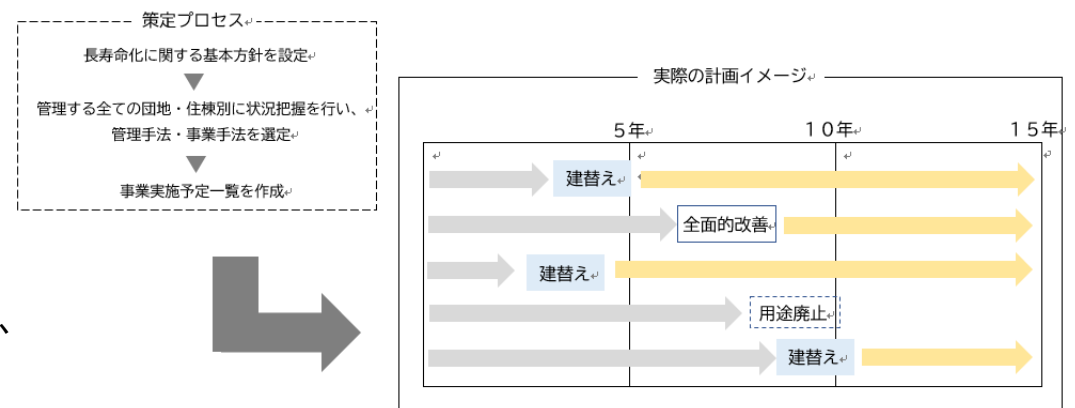 策定プロセス
長寿命化に関する基本方針を設定
管理する全ての団地・住棟別に状況把握を行い、
管理手法・事業手法を選定
事業実施予定一覧を作成
、
実際の計画イメージ
5年
10年
15年
建替え
全面的改善
建替え
用途廃止
建替え